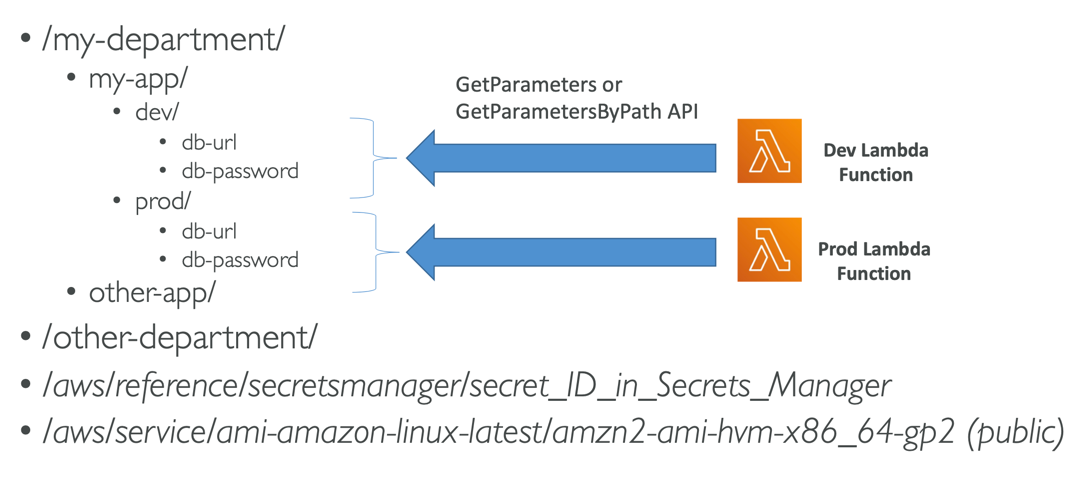 • /my-department/
• my-app/
GetParameters or
GetParametersByPath API
• dev/
• db-url
• db-password
Dev Lambda
Function
• prod/
• db-url
• db-password
Prod Lambda
Function
• other-app/
• /other-department/
• /aws/reference/secretsmanager/secret_ID_in_Secrets_Manager
• /aws/service/ami-amazon-linux-latest/amzn2-ami-hvm-x86_64-gp2 (public)